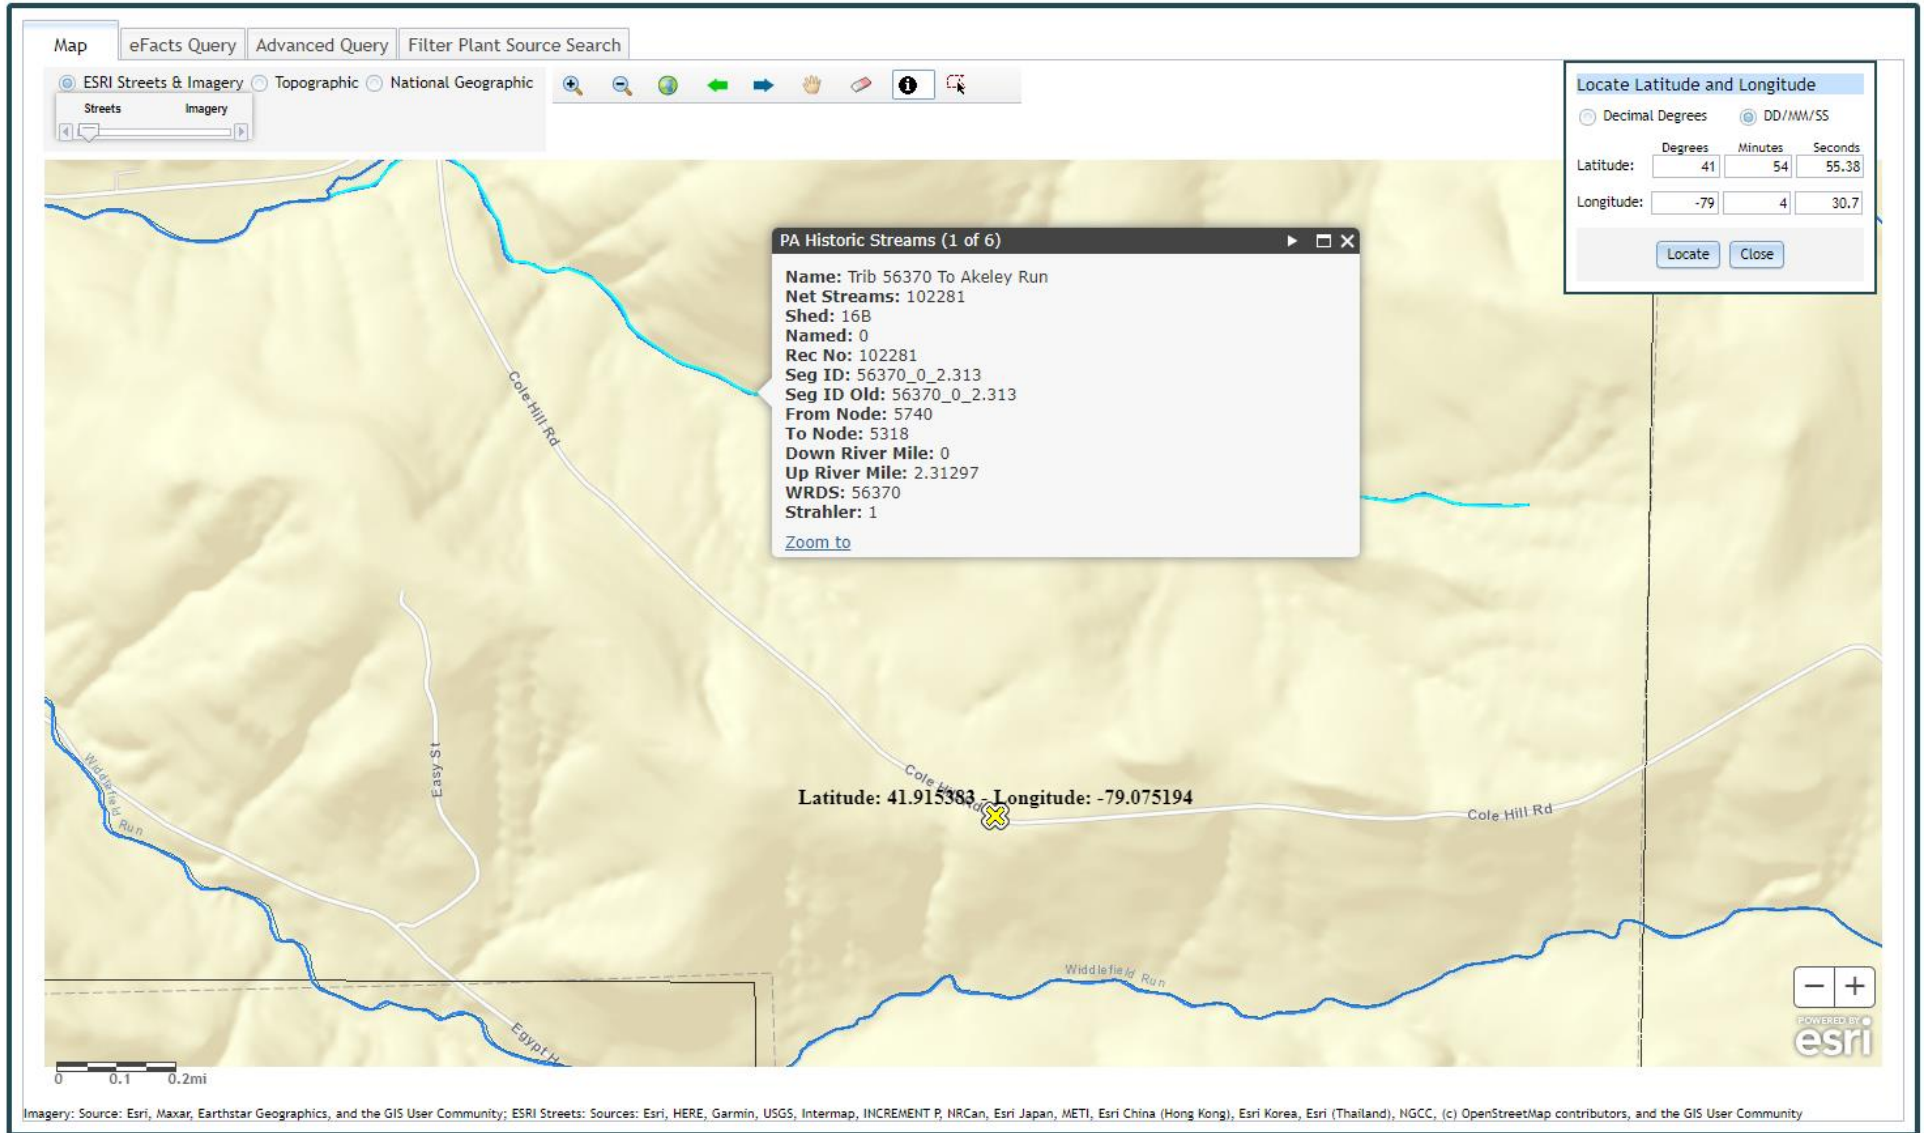 Map eFacts Query Advanced Query Filter Plant Source Search
ESRI Streets & Imagery Topographic National Geographic
Streets Imagery
Locate Latitude and Longitude
Decimal Degrees DD/MM/SS
Degrees Minutes Seconds
Latitude: 41 54 55.38
Longitude: -79 4 30.7
Locate Close
PA Historic Streams (1 of 6)
Name: Trib 56370 To Akeley Run
Net Streams: 102281
Shed: 16B
Named: 0
Rec No: 102281
Seg ID: 56370_0_2.313
Seg ID Old: 56370_0_2.313
From Node: 5740
To Node: 5318
Down River Mile: 0
Up River Mile: 2.31297
WRDS: 56370
Strahler: 1
Zoom to
Cole Hill Rd
Easy St
Widdlefield Run
Cole Hill Rd
Latitude: 41.915383 - Longitude: -79.075194
Cole Hill Rd
Widdlefield Run
Egypt H
POWERED BY
esri
0 0.1 0.2mi
Imagery: Source: Esri, Maxar, Earthstar Geographics, and the GIS User Community; ESRI Streets: Sources: Esri, HERE, Garmin, USGS, Intermap, INCREMENT P, NRCan, Esri Japan, METI, Esri China (Hong Kong), Esri Korea, Esri (Thailand), NGCC, (c) OpenStreetMap contributors, and the GIS User Community